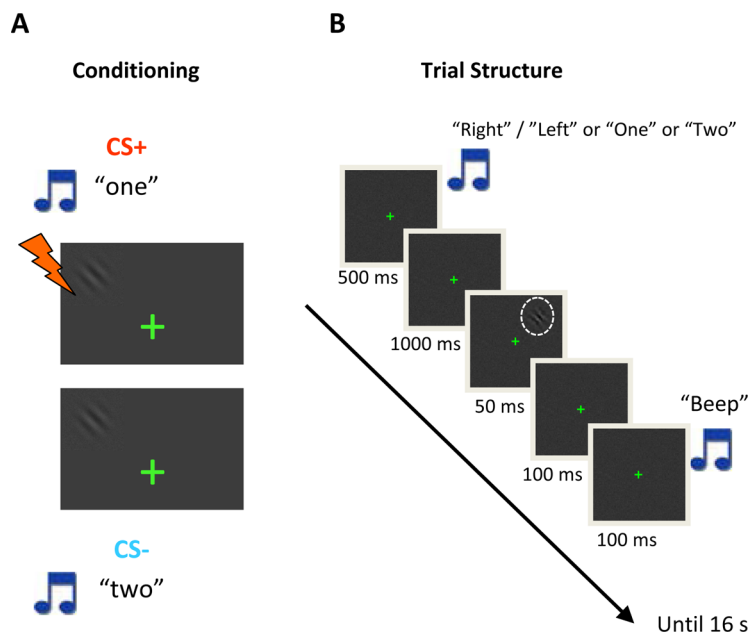 A
Conditioning
CS+
“one”
CS-
“two”
B
Trial Structure
“Right” / ”Left” or “One” or “Two”
500 ms
1000 ms
50 ms
100 ms
“Beep”
100 ms
Until 16 s